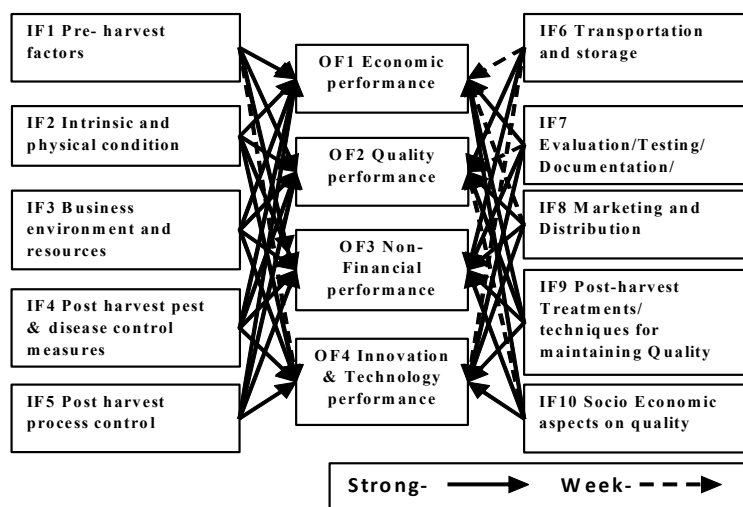 IF1 Pre- harvest
factors
IF2 Intrinsic and
physical condition
IF3 Business
environment and
resources
IF4 Post harvest pest
& disease control
measures
IF5 Post harvest
process control
OF1 Economic
performance
OF2 Quality
performance
OF3 Non-
Financial
performance
OF4 Innovation
& Technology
performance
IF6 Transportation
and storage
IF7
Evaluation/Testing/
Documentation/
IF8 Marketing and
Distribution
IF9 Post-harvest
Treatments/
techniques for
maintaining Quality
IF10 Socio Economic
aspects on quality
Strong- Week-